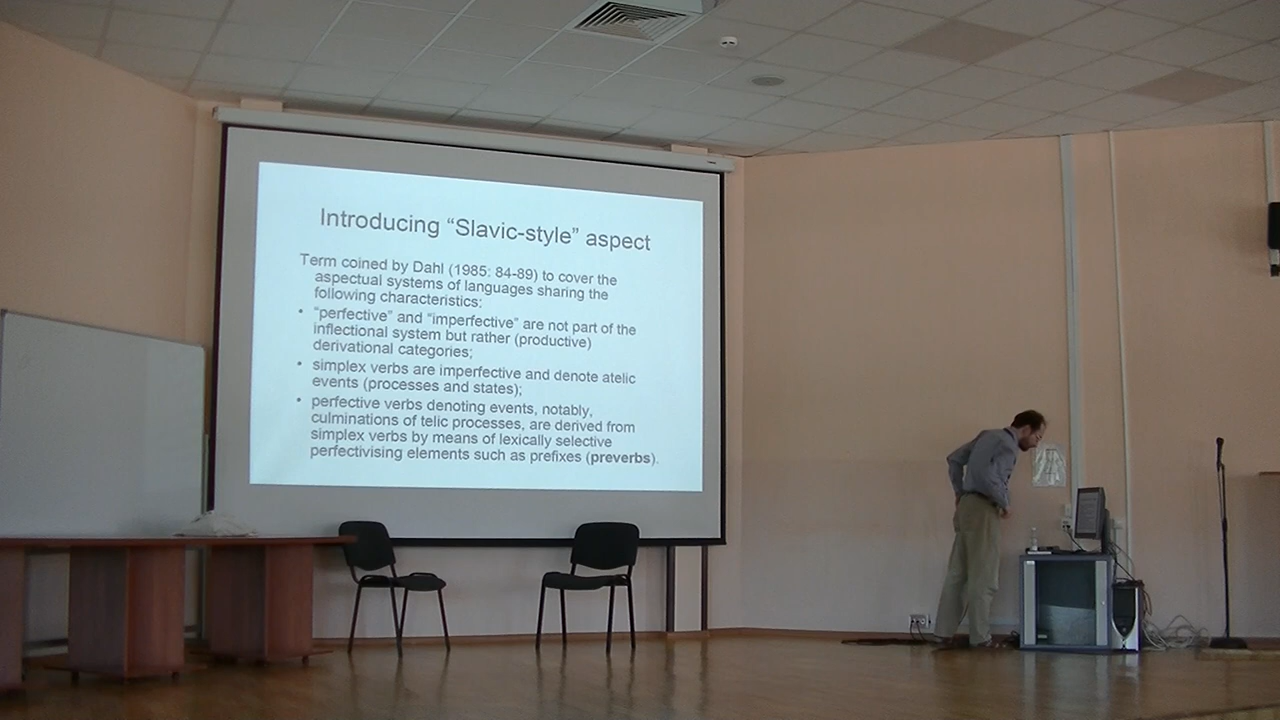 Introducing “Slavic-style” aspect
Term coined by Dahl (1985: 84-89) to cover the
aspectual systems of languages sharing the
following characteristics:
• “perfective” and “imperfective” are not part of the
inflectional system but rather (productive)
derivational categories;
• simplex verbs are imperfective and denote atelic
events (processes and states);
• perfective verbs denoting events, notably,
culminations of telic processes, are derived from
simplex verbs by means of lexically selective
perfectivising elements such as prefixes (preverbs).